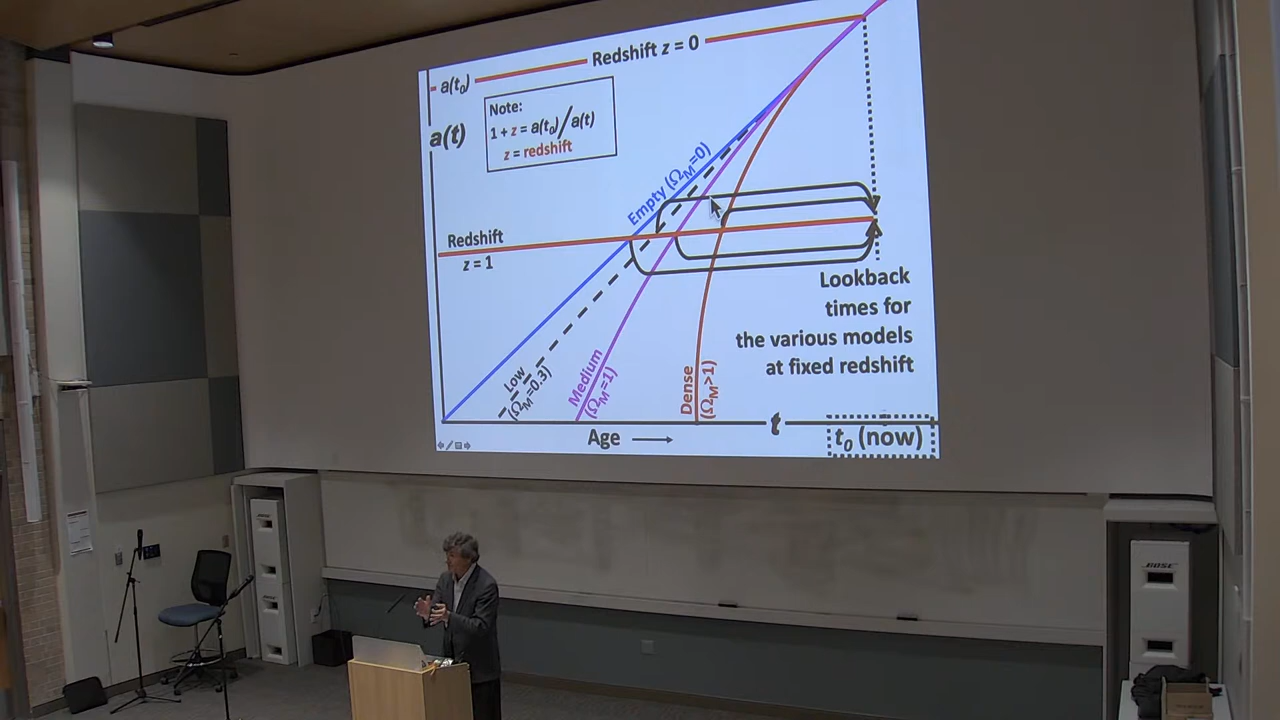 Redshift z = 0
a(t₀)
Note:
1 + z = a(t₀)/a(t)
z = redshift
a(t)
Empty (Ω_M=0)
Redshift
z = 1
Lookback
times for
the various models
at fixed redshift
Low
(Ω_M=0.3)
Medium
(Ω_M=1)
Dense
(Ω_M>1)
t
Age
t₀ (now)
BOSE
BOSE